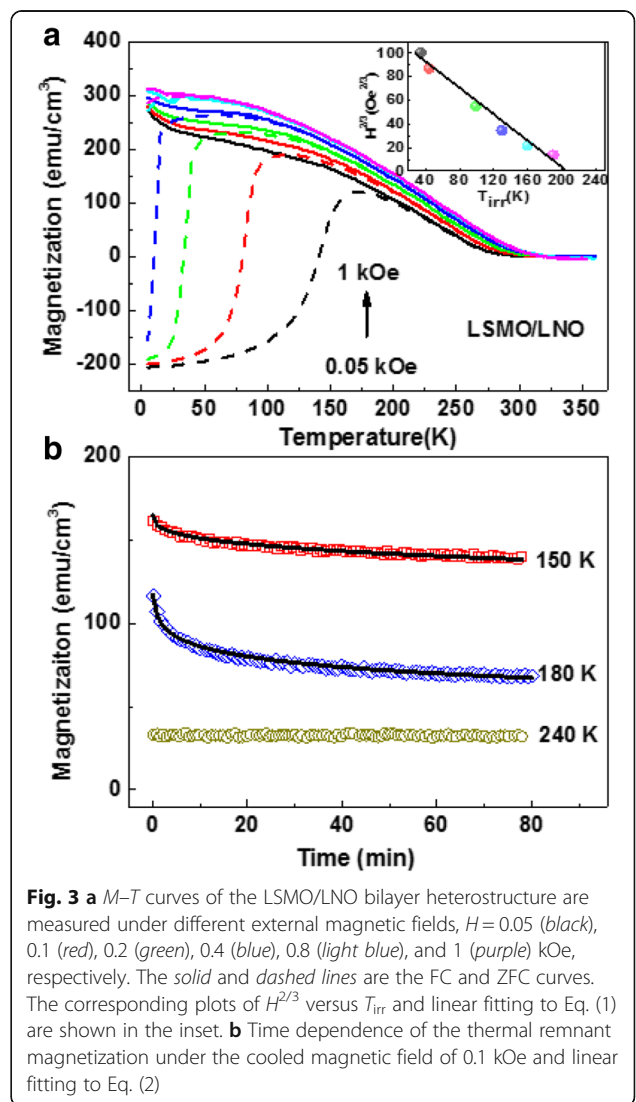 a
400
300
200
100
0
-100
-200
Magnetization (emu/cm³)
0 50 100 150 200 250 300 350
Temperature(K)
1 kOe
0.05 kOe
LSMO/LNO
100
80
60
40
20
0
H^2/3(Oe^2/3)
40 80 120 160 200 240
T_irr(K)
b
200
100
0
Magnetizaiton (emu/cm³)
150 K
180 K
240 K
0 20 40 60 80
Time (min)
Fig. 3 a M–T curves of the LSMO/LNO bilayer heterostructure are
measured under different external magnetic fields, H = 0.05 (black),
0.1 (red), 0.2 (green), 0.4 (blue), 0.8 (light blue), and 1 (purple) kOe,
respectively. The solid and dashed lines are the FC and ZFC curves.
The corresponding plots of H^2/3 versus T_irr and linear fitting to Eq. (1)
are shown in the inset. b Time dependence of the thermal remnant
magnetization under the cooled magnetic field of 0.1 kOe and linear
fitting to Eq. (2)